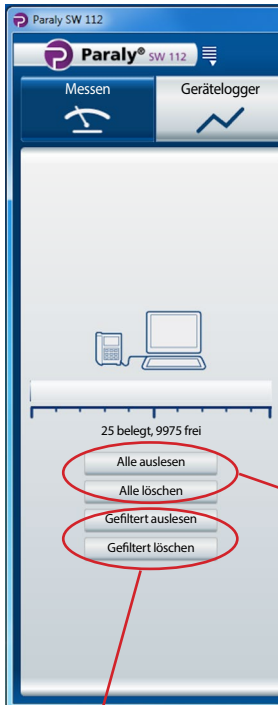 Paraly SW 112
Paraly® SW 112
Messen
Gerätelogger
25 belegt, 9975 frei
Alle auslesen
Alle löschen
Gefiltert auslesen
Gefiltert löschen